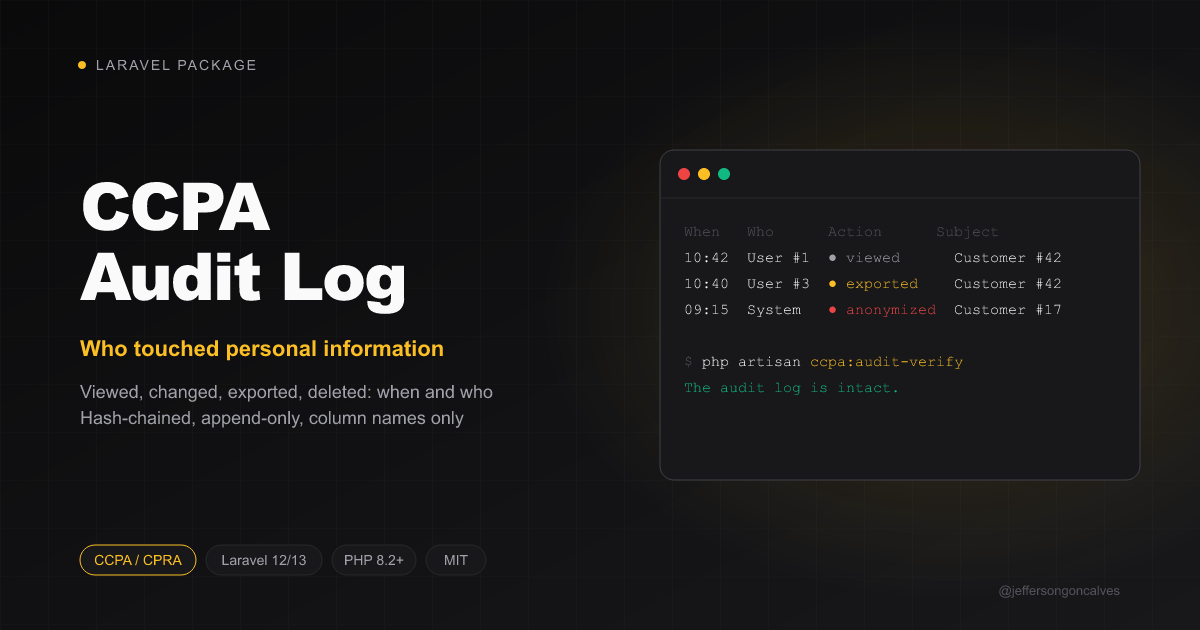 LARAVEL PACKAGE
CCPA
Audit Log
Who touched personal information
Viewed, changed, exported, deleted: when and who
Hash-chained, append-only, column names only
When Who Action Subject
10:42 User #1 ● viewed Customer #42
10:40 User #3 ● exported Customer #42
09:15 System ● anonymized Customer #17
$ php artisan ccpa:audit-verify
The audit log is intact.
CCPA / CPRA
Laravel 12/13
PHP 8.2+
MIT
@jeffersongoncalves